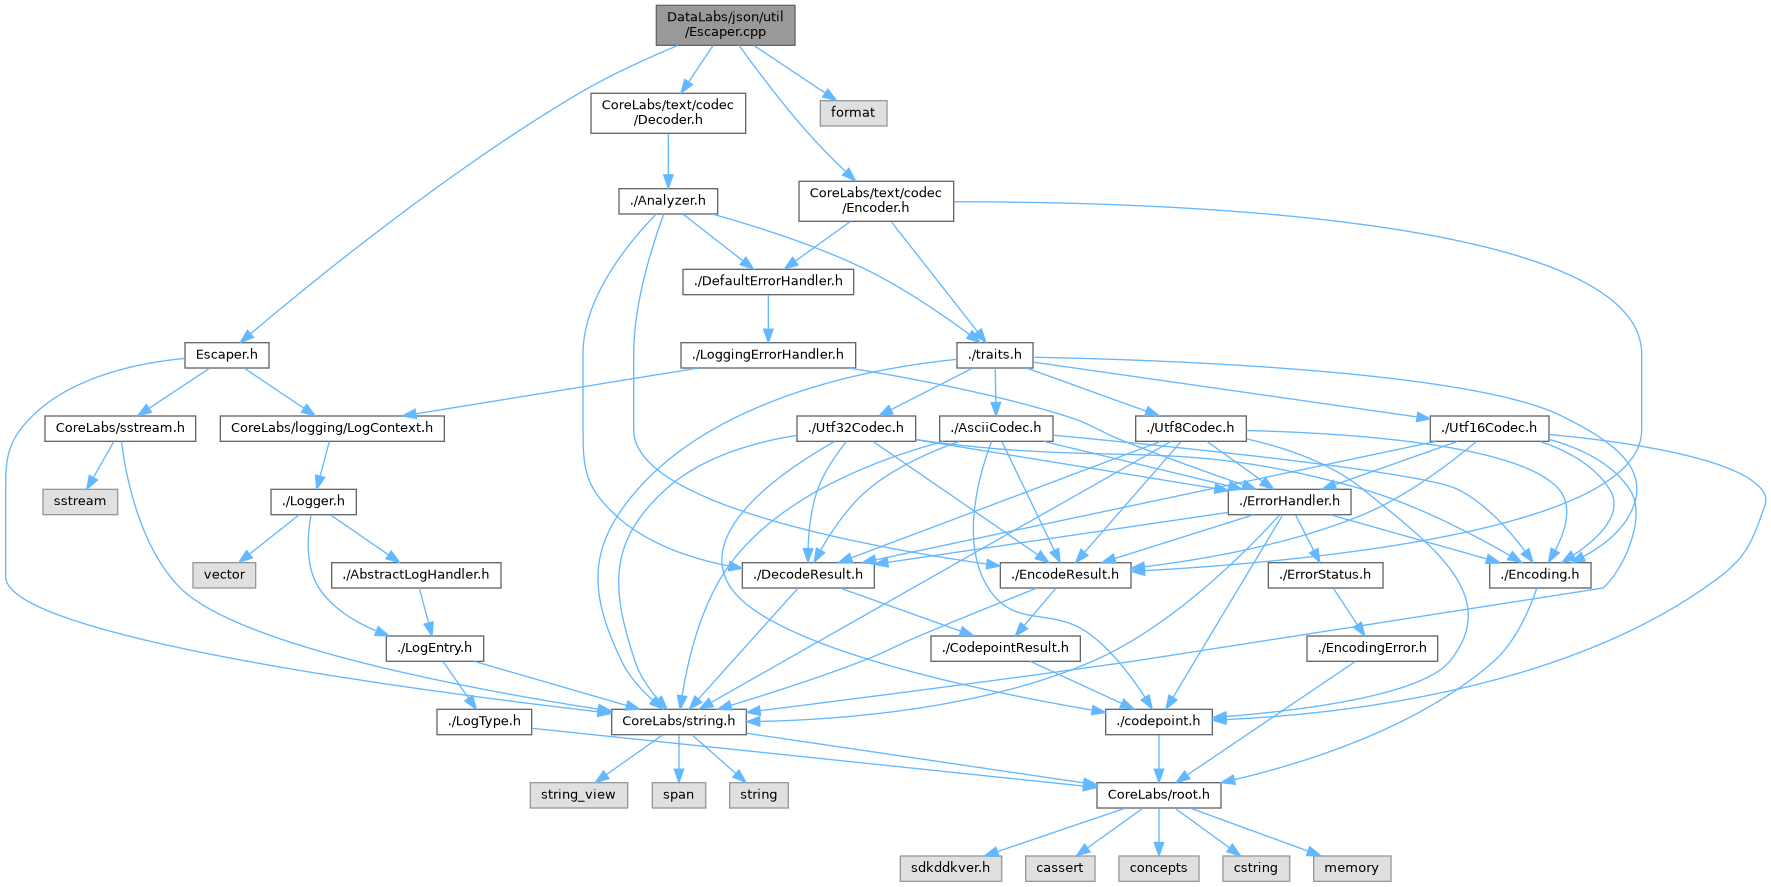 DataLabs/json/util
/Escaper.cpp
CoreLabs/text/codec
/Decoder.h
format
./Analyzer.h
CoreLabs/text/codec
/Encoder.h
./DefaultErrorHandler.h
Escaper.h
./LoggingErrorHandler.h
./traits.h
CoreLabs/sstream.h
CoreLabs/logging/LogContext.h
./Utf32Codec.h
./AsciiCodec.h
./Utf8Codec.h
./Utf16Codec.h
sstream
./Logger.h
./ErrorHandler.h
vector
./AbstractLogHandler.h
./DecodeResult.h
./EncodeResult.h
./ErrorStatus.h
./Encoding.h
./LogEntry.h
./CodepointResult.h
./EncodingError.h
./LogType.h
CoreLabs/string.h
./codepoint.h
string_view
span
string
CoreLabs/root.h
sdkddkver.h
cassert
concepts
cstring
memory